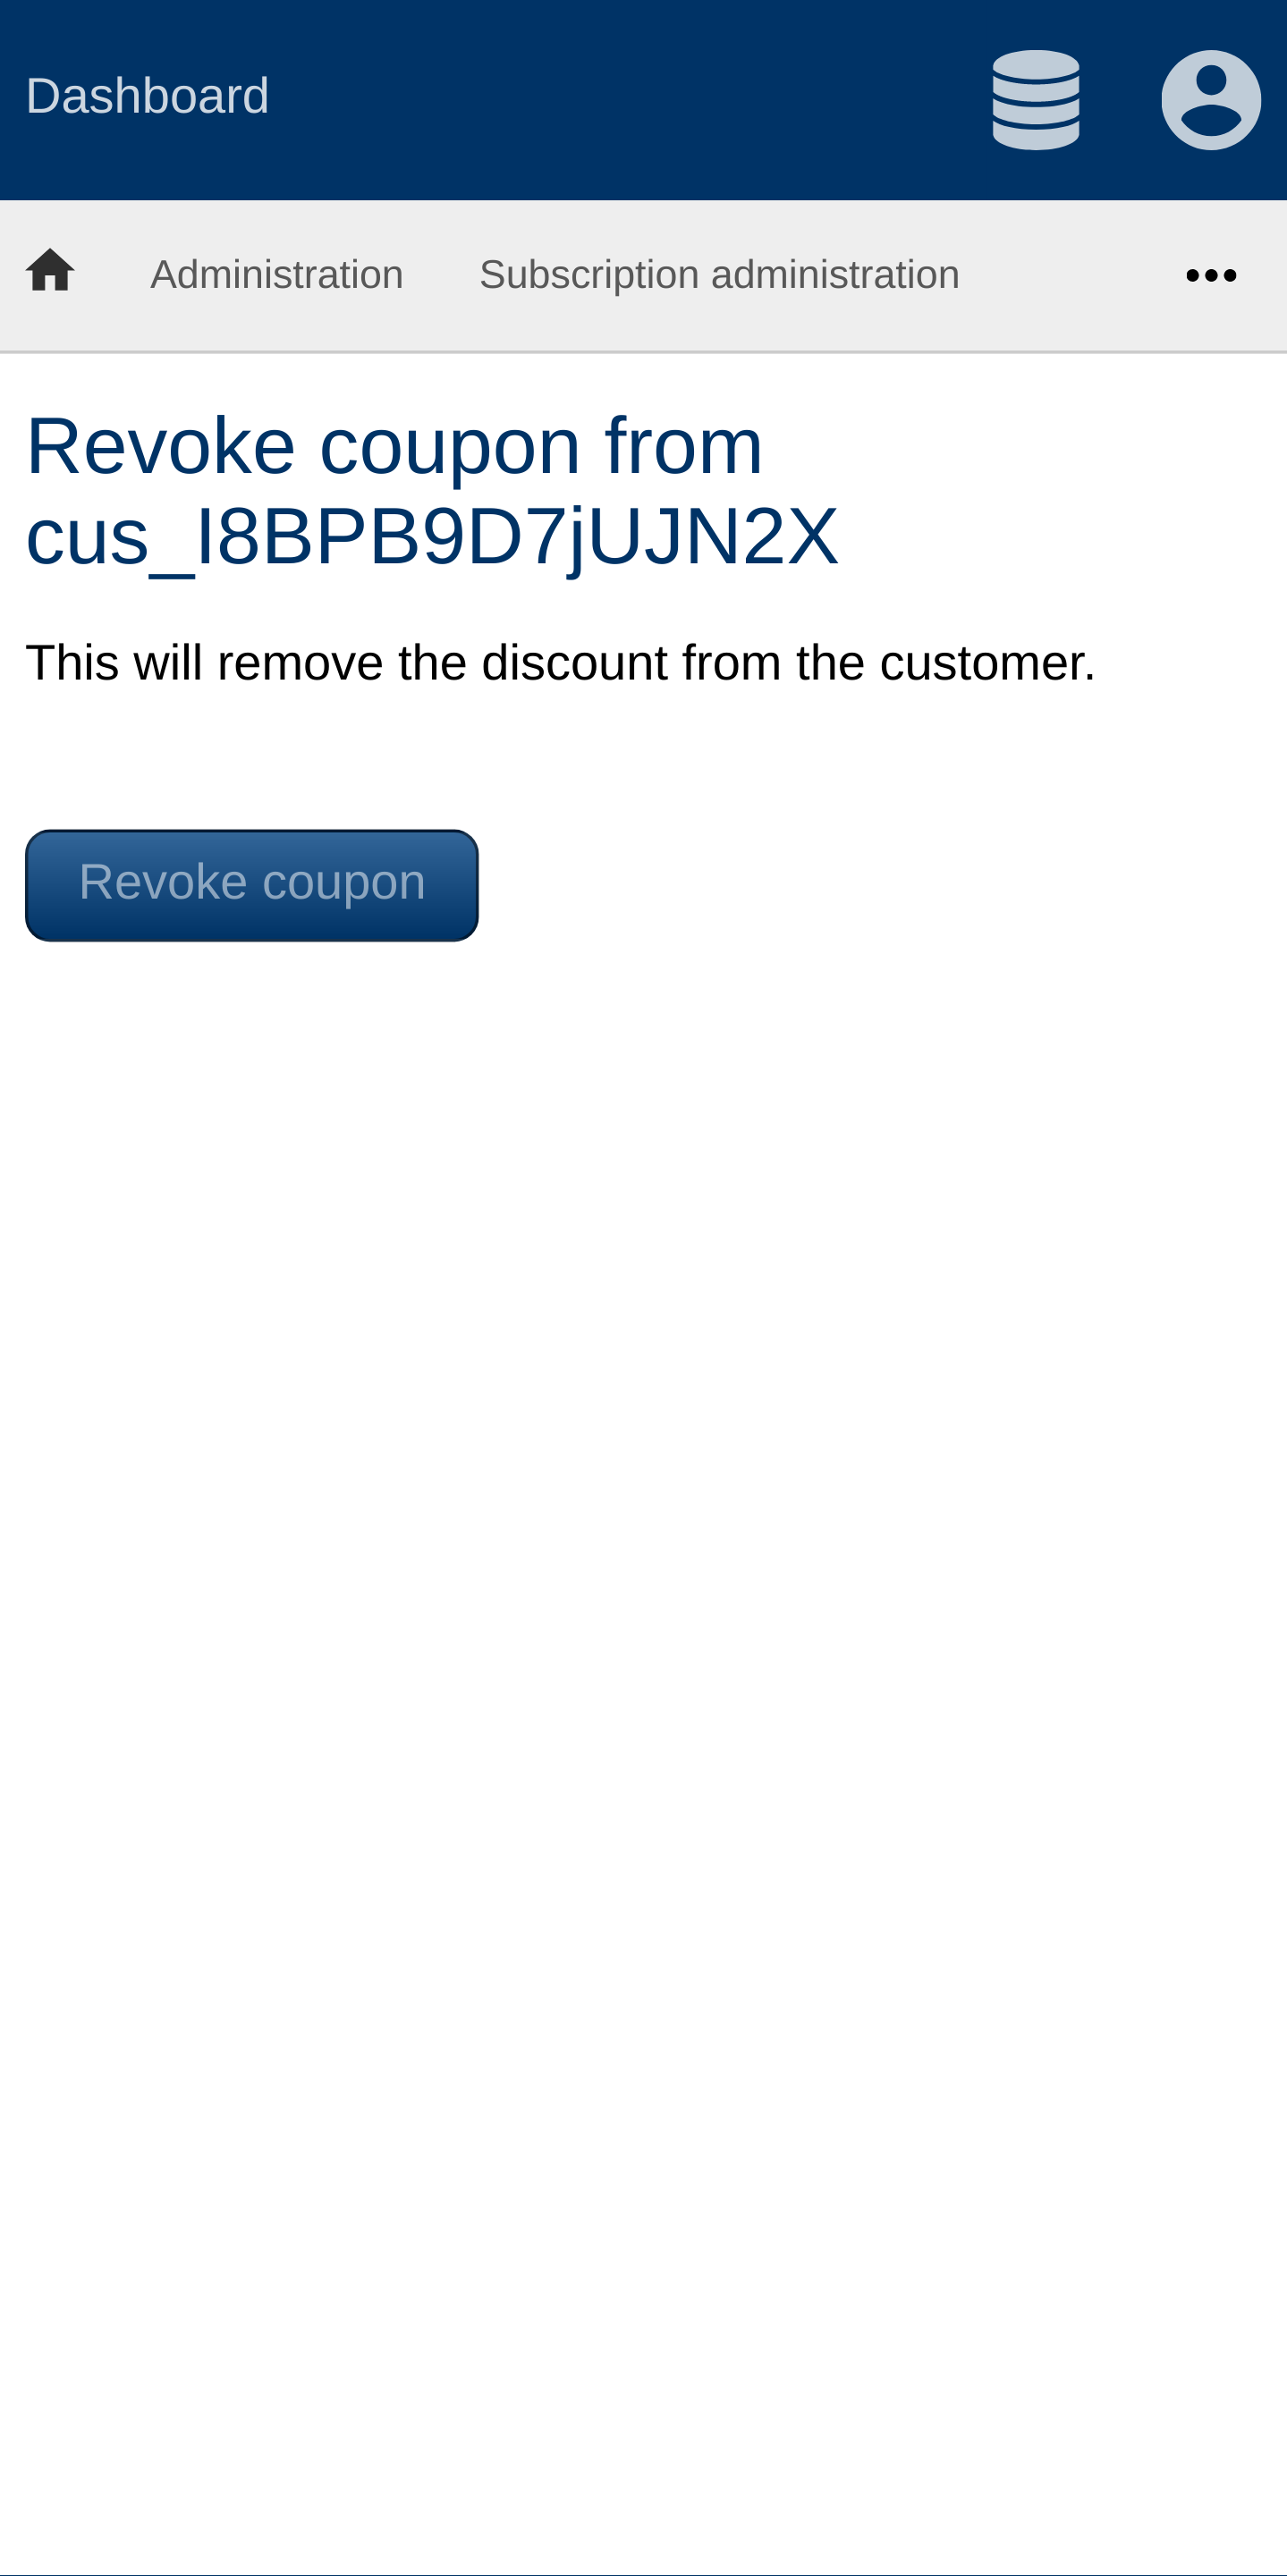 Dashboard
Administration Subscription administration
Revoke coupon from
cus_I8BPB9D7jUJN2X
This will remove the discount from the customer.
Revoke coupon